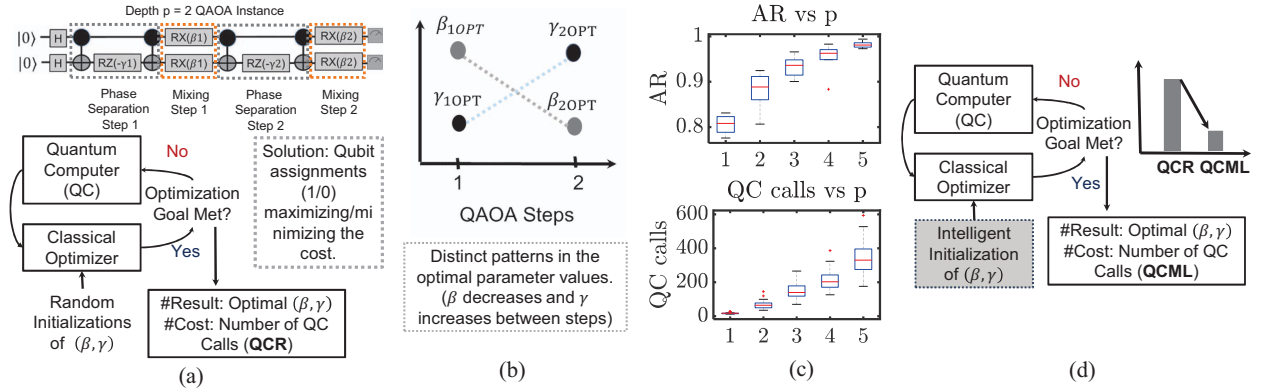 Depth p = 2 QAOA Instance
|0⟩ H RX(β1) RX(β2)
|0⟩ H RZ(-γ1) RX(β1) RZ(-γ2) RX(β2)
Phase
Separation
Step 1
Mixing
Step 1
Phase
Separation
Step 2
Mixing
Step 2
Quantum
Computer
(QC)
No
Optimization
Goal Met?
Yes
Classical
Optimizer
Random
Initializations
of (β,γ)
#Result: Optimal (β,γ)
#Cost: Number of QC
Calls (QCR)
Solution: Qubit
assignments
(1/0)
maximizing/mi
nimizing the
cost.
(a)
β1OPT
γ2OPT
γ1OPT
β2OPT
1 2
QAOA Steps
Distinct patterns in the
optimal parameter values.
(β decreases and γ
increases between steps)
(b)
AR vs p
AR
1
0.9
0.8
1 2 3 4 5
QC calls vs p
QC calls
600
400
200
0
1 2 3 4 5
(c)
Quantum
Computer
(QC)
No
Optimization
Goal Met?
Yes
Classical
Optimizer
Intelligent
Initialization
of (β,γ)
QCR QCML
#Result: Optimal (β,γ)
#Cost: Number of QC
Calls (QCML)
(d)